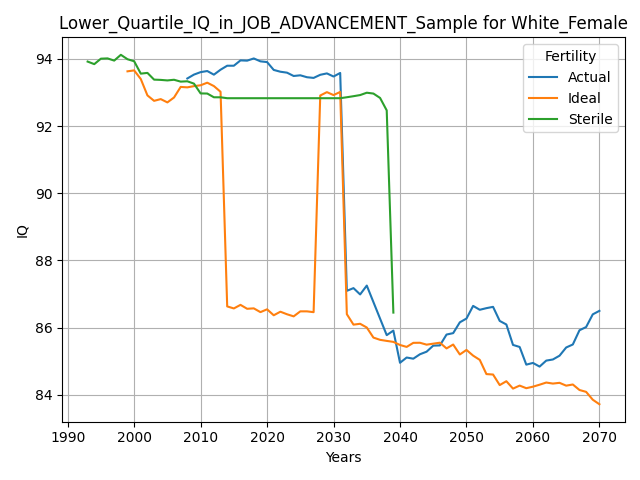 Lower_Quartile_IQ_in_JOB_ADVANCEMENT_Sample for White_Female
Fertility
Actual
Ideal
Sterile
IQ
94
92
90
88
86
84
1990 2000 2010 2020 2030 2040 2050 2060 2070
Years